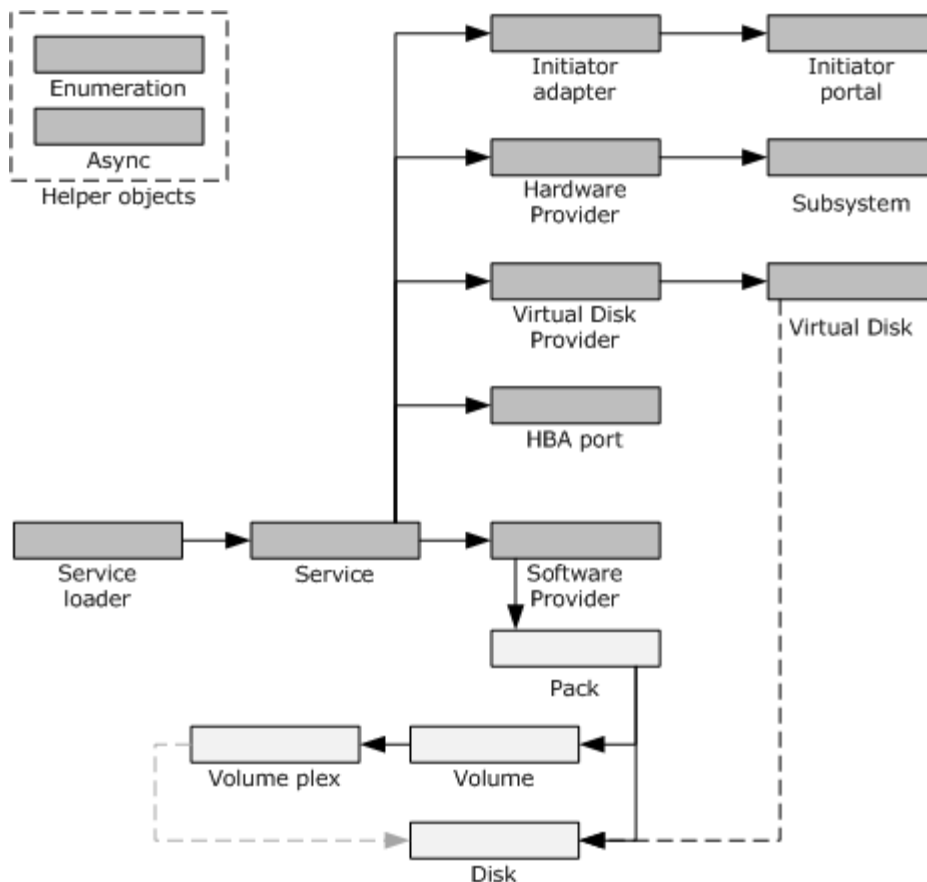 Enumeration
Async
Helper objects
Initiator
adapter
Initiator
portal
Hardware
Provider
Subsystem
Virtual Disk
Provider
Virtual Disk
HBA port
Service
loader
Service
Software
Provider
Pack
Volume plex
Volume
Disk